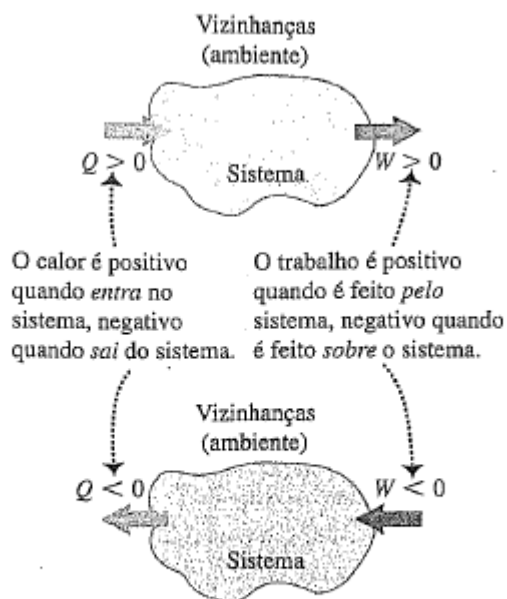 Vizinhanças
(ambiente)
Q > 0
Sistema
W > 0
O calor é positivo
quando entra no
sistema, negativo
quando sai do sistema.
O trabalho é positivo
quando é feito pelo
sistema, negativo quando
é feito sobre o sistema.
Vizinhanças
(ambiente)
Q < 0
W < 0
Sistema